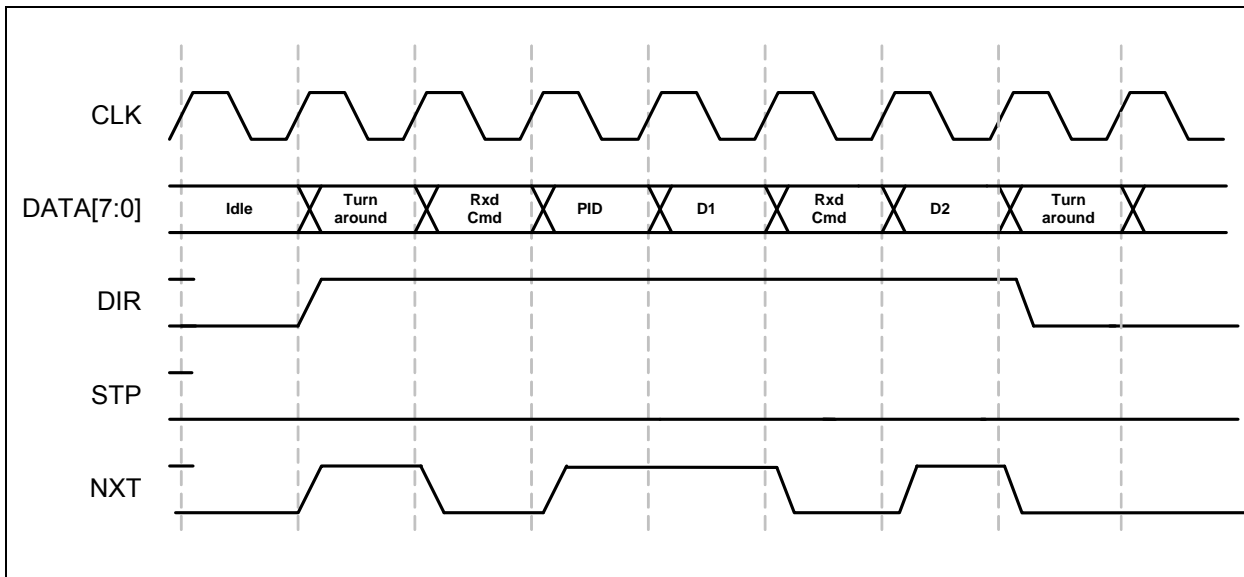 CLK
DATA[7:0]
Idle
Turn
around
Rxd
Cmd
PID
D1
Rxd
Cmd
D2
Turn
around
DIR
STP
NXT